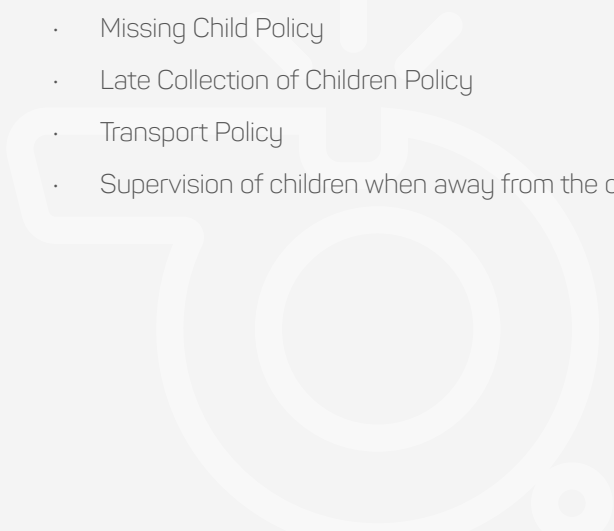 · Missing Child Policy
· Late Collection of Children Policy
· Transport Policy
· Supervision of children when away from the